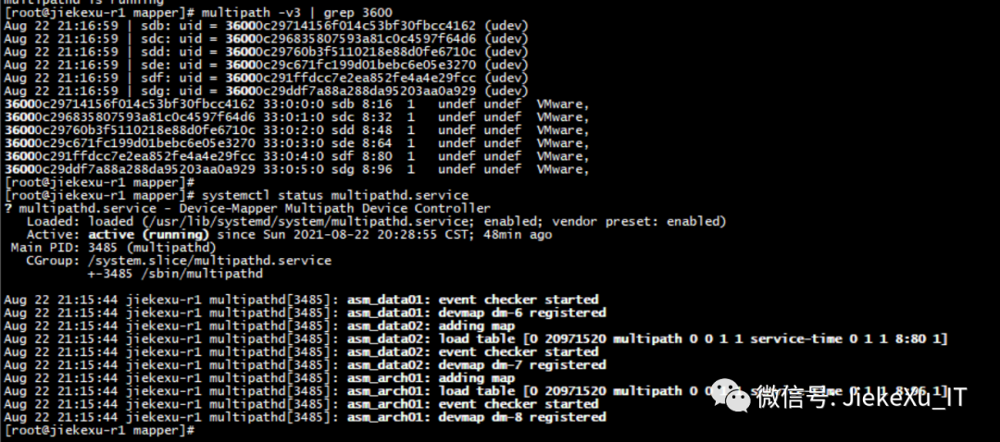 multipath is running
[root@jiekexu-r1 mapper]# multipath -v3 | grep 3600
Aug 22 21:16:59 | sdb: uid = 36000c29714156f014c53bf30fbcc4162 (udev)
Aug 22 21:16:59 | sdc: uid = 36000c296835807593a81c0c4597f64d6 (udev)
Aug 22 21:16:59 | sdd: uid = 36000c29760b3f5110218e88d0fe6710c (udev)
Aug 22 21:16:59 | sde: uid = 36000c29c671fc199d01bebc6e05e3270 (udev)
Aug 22 21:16:59 | sdf: uid = 36000c291ffdcc7e2ea852fe4a4e29fcc (udev)
Aug 22 21:16:59 | sdg: uid = 36000c29ddf7a88a288da95203aa0a929 (udev)
36000c29714156f014c53bf30fbcc4162 33:0:0:0 sdb 8:16 1 undef undef VMware,
36000c296835807593a81c0c4597f64d6 33:0:1:0 sdc 8:32 1 undef undef VMware,
36000c29760b3f5110218e88d0fe6710c 33:0:2:0 sdd 8:48 1 undef undef VMware,
36000c29c671fc199d01bebc6e05e3270 33:0:3:0 sde 8:64 1 undef undef VMware,
36000c291ffdcc7e2ea852fe4a4e29fcc 33:0:4:0 sdf 8:80 1 undef undef VMware,
36000c29ddf7a88a288da95203aa0a929 33:0:5:0 sdg 8:96 1 undef undef VMware,
[root@jiekexu-r1 mapper]#
[root@jiekexu-r1 mapper]# systemctl status multipathd.service
? multipathd.service - Device-Mapper Multipath Device Controller
Loaded: loaded (/usr/lib/systemd/system/multipathd.service; enabled; vendor preset: enabled)
Active: active (running) since Sun 2021-08-22 20:28:55 CST; 48min ago
Main PID: 3485 (multipathd)
CGroup: /system.slice/multipathd.service
+-3485 /sbin/multipathd
Aug 22 21:15:44 jiekexu-r1 multipathd[3485]: asm_data01: event checker started
Aug 22 21:15:44 jiekexu-r1 multipathd[3485]: asm_data01: devmap dm-6 registered
Aug 22 21:15:44 jiekexu-r1 multipathd[3485]: asm_data02: adding map
Aug 22 21:15:44 jiekexu-r1 multipathd[3485]: asm_data02: load table [0 20971520 multipath 0 0 1 1 service-time 0 1 1 8:80 1]
Aug 22 21:15:44 jiekexu-r1 multipathd[3485]: asm_data02: event checker started
Aug 22 21:15:44 jiekexu-r1 multipathd[3485]: asm_data02: devmap dm-7 registered
Aug 22 21:15:44 jiekexu-r1 multipathd[3485]: asm_arch01: adding map
Aug 22 21:15:44 jiekexu-r1 multipathd[3485]: asm_arch01: load table [0 20971520 multipath 0 0 1 1 service-time 0 1 1 8:96 1]
Aug 22 21:15:44 jiekexu-r1 multipathd[3485]: asm_arch01: event checker started
Aug 22 21:15:44 jiekexu-r1 multipathd[3485]: asm_arch01: devmap dm-8 registered
[root@jiekexu-r1 mapper]#
微信号: JiekeXu_IT